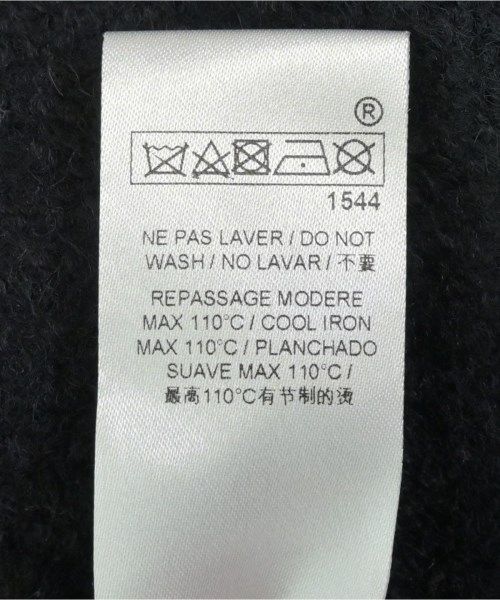 ®
1544
NE PAS LAVER / DO NOT
WASH / NO LAVAR / 不要
REPASSAGE MODERE
MAX 110°C / COOL IRON
MAX 110°C / PLANCHADO
SUAVE MAX 110°C /
最高110°C有节制的烫